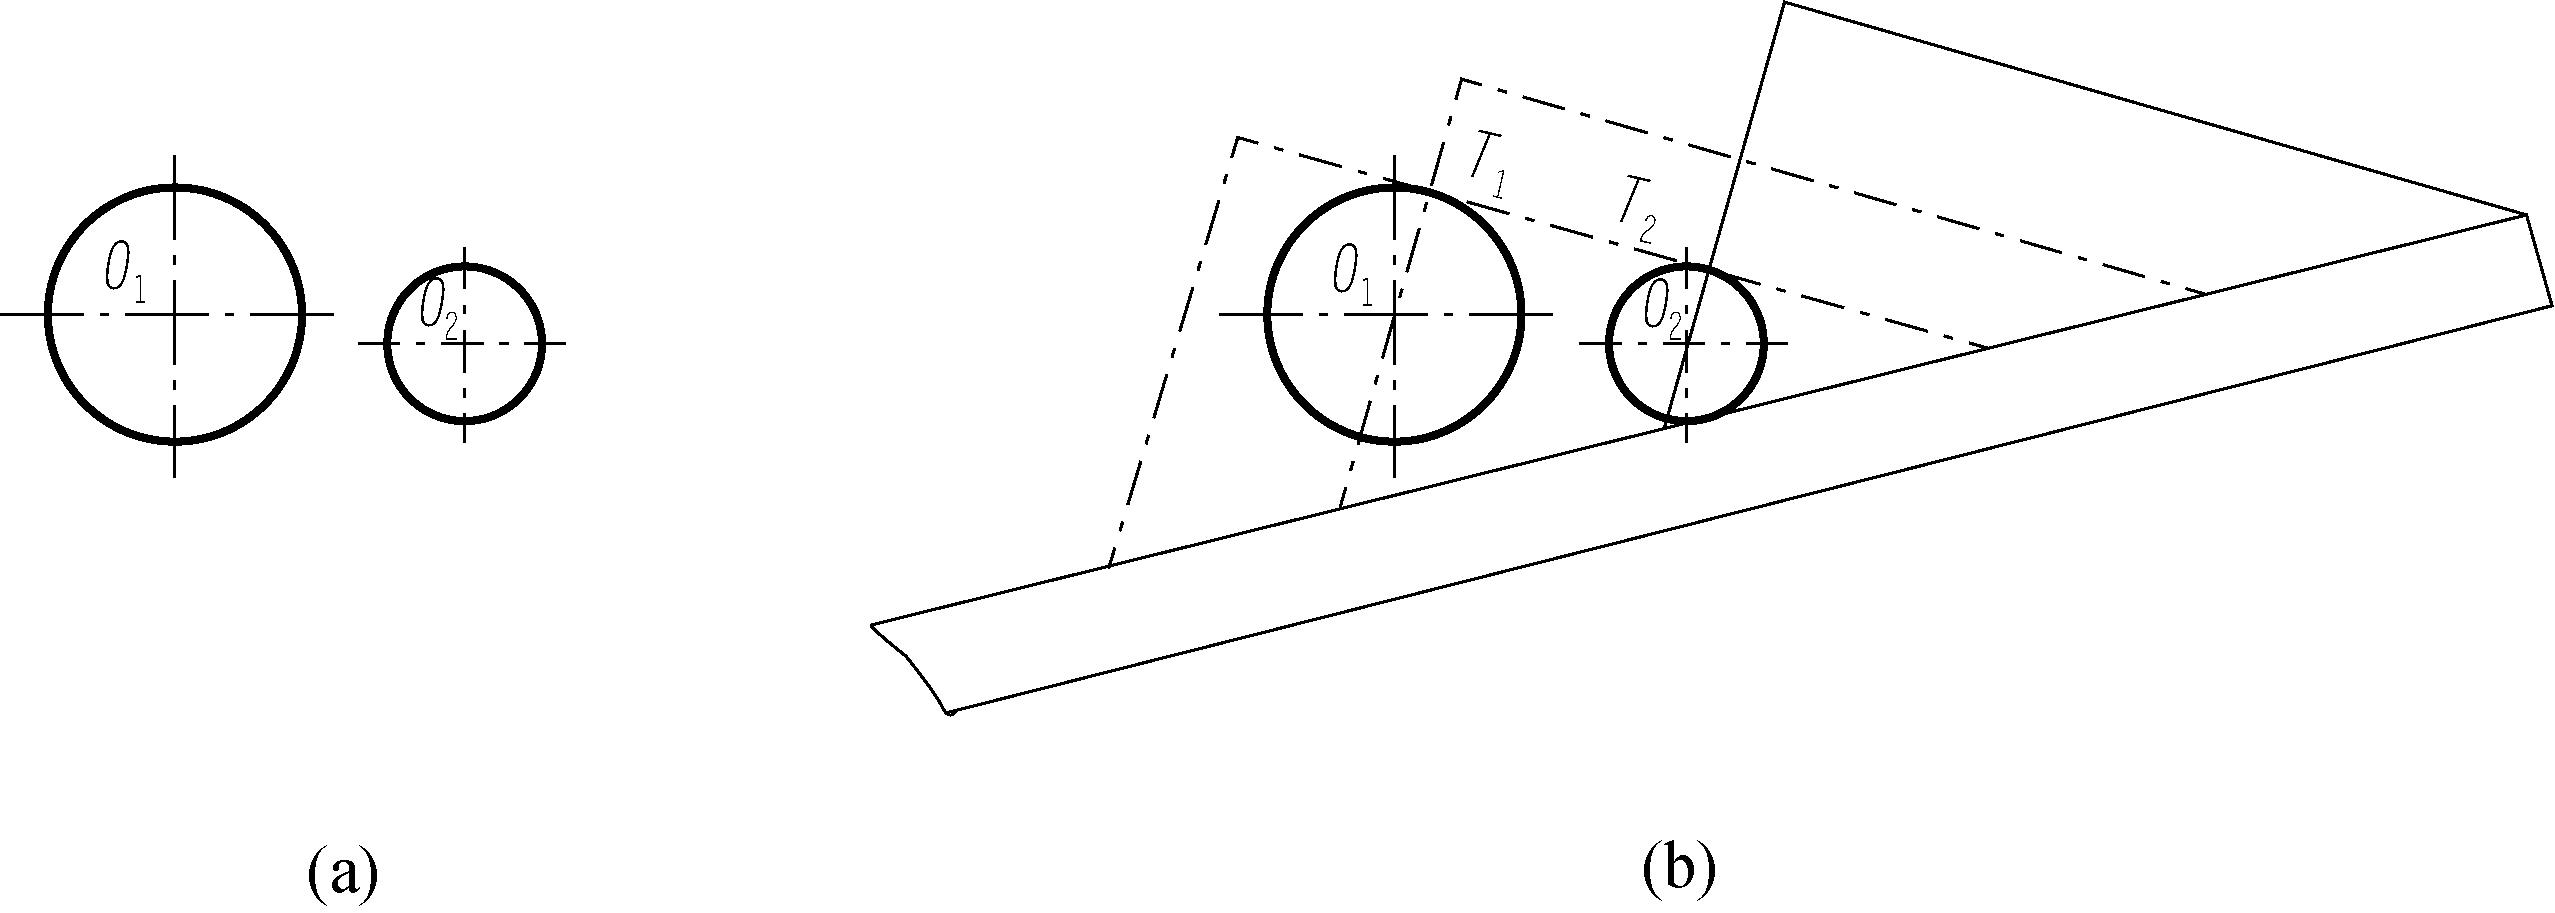 O₁
O₂
T₁
T₂
O₁
O₂
(a)
(b)